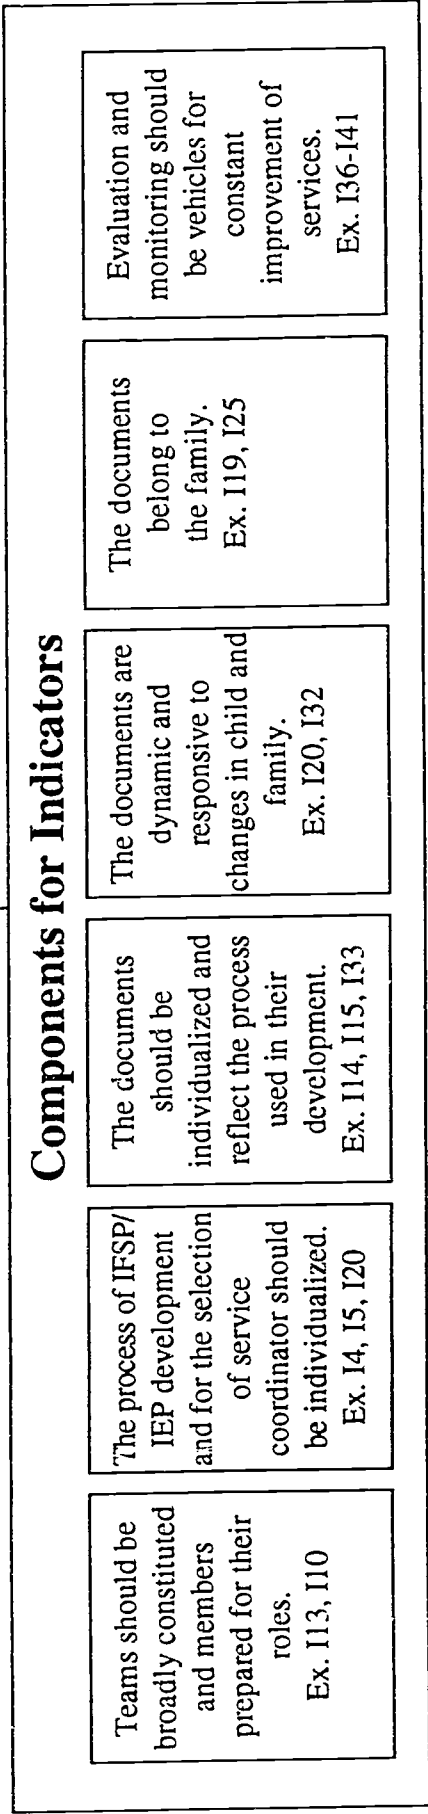 Components for Indicators
Teams should be
broadly constituted
and members
prepared for their
roles.
Ex. I13, I10
The process of IFSP/
IEP development
and for the selection
of service
coordinator should
be individualized.
Ex. I4, I5, I20
The documents
should be
individualized and
reflect the process
used in their
development.
Ex. I14, I15, I33
The documents are
dynamic and
responsive to
changes in child and
family.
Ex. I20, I32
The documents
belong to
the family.
Ex. I19, I25
Evaluation and
monitoring should
be vehicles for
constant
improvement of
services.
Ex. I36-I41